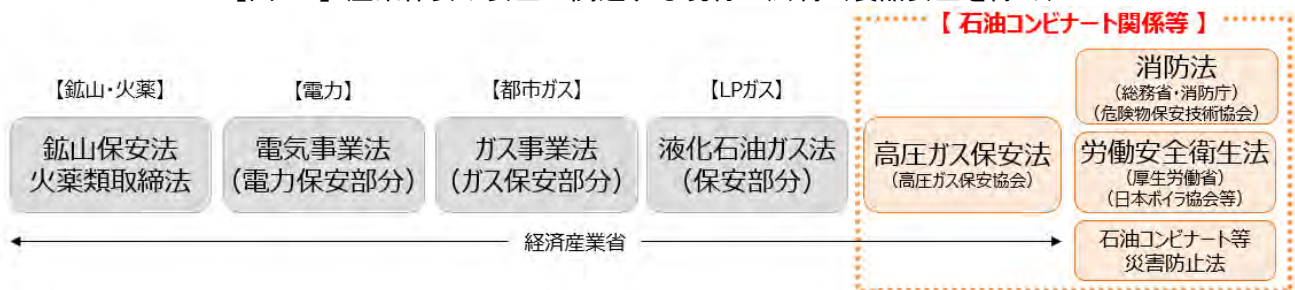 【 石油コンビナート関係等 】
【鉱山・火薬】
【電力】
【都市ガス】
【LPガス】
鉱山保安法
火薬類取締法
電気事業法
(電力保安部分)
ガス事業法
(ガス保安部分)
液化石油ガス法
(保安部分)
高圧ガス保安法
(高圧ガス保安協会)
消防法
(総務省・消防庁)
(危険物保安技術協会)
労働安全衛生法
(厚生労働省)
(日本ボイラ協会等)
石油コンビナート等
災害防止法
経済産業省